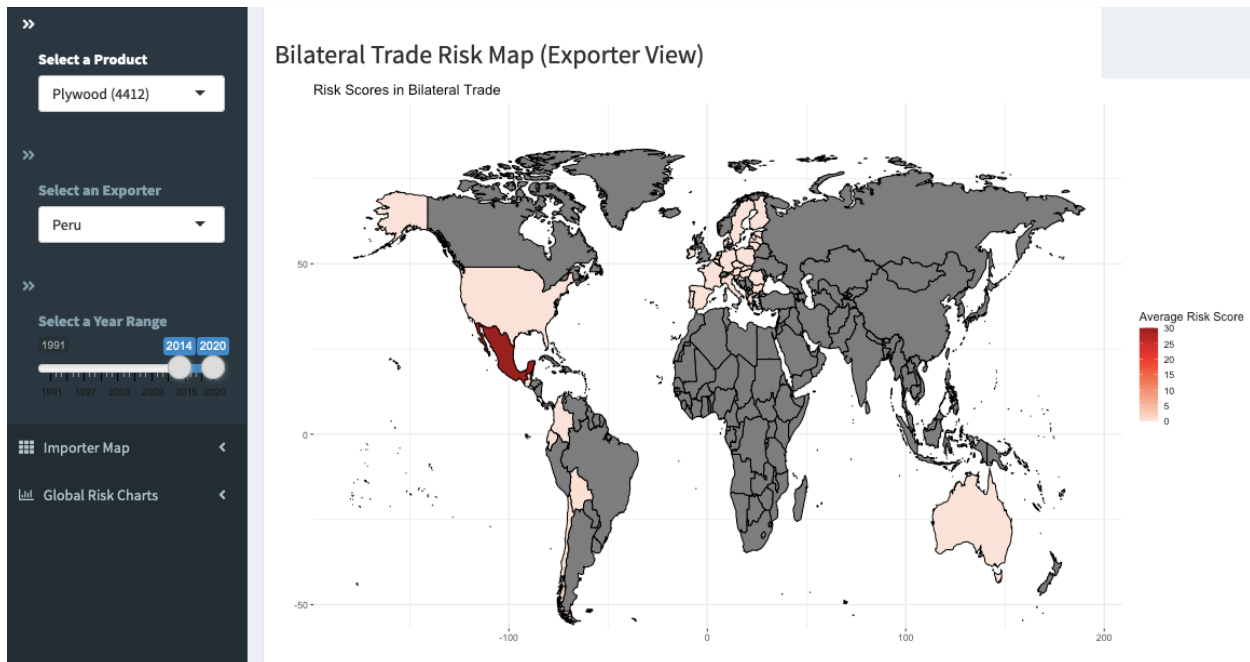 Select a Product
Plywood (4412)
Select an Exporter
Peru
Select a Year Range
1991
2014 2020
1991 1997 2003 2009 2015 2020
Importer Map
Global Risk Charts
Bilateral Trade Risk Map (Exporter View)
Risk Scores in Bilateral Trade
50
0
-50
-100 0 100 200
Average Risk Score
30
25
20
15
10
5
0